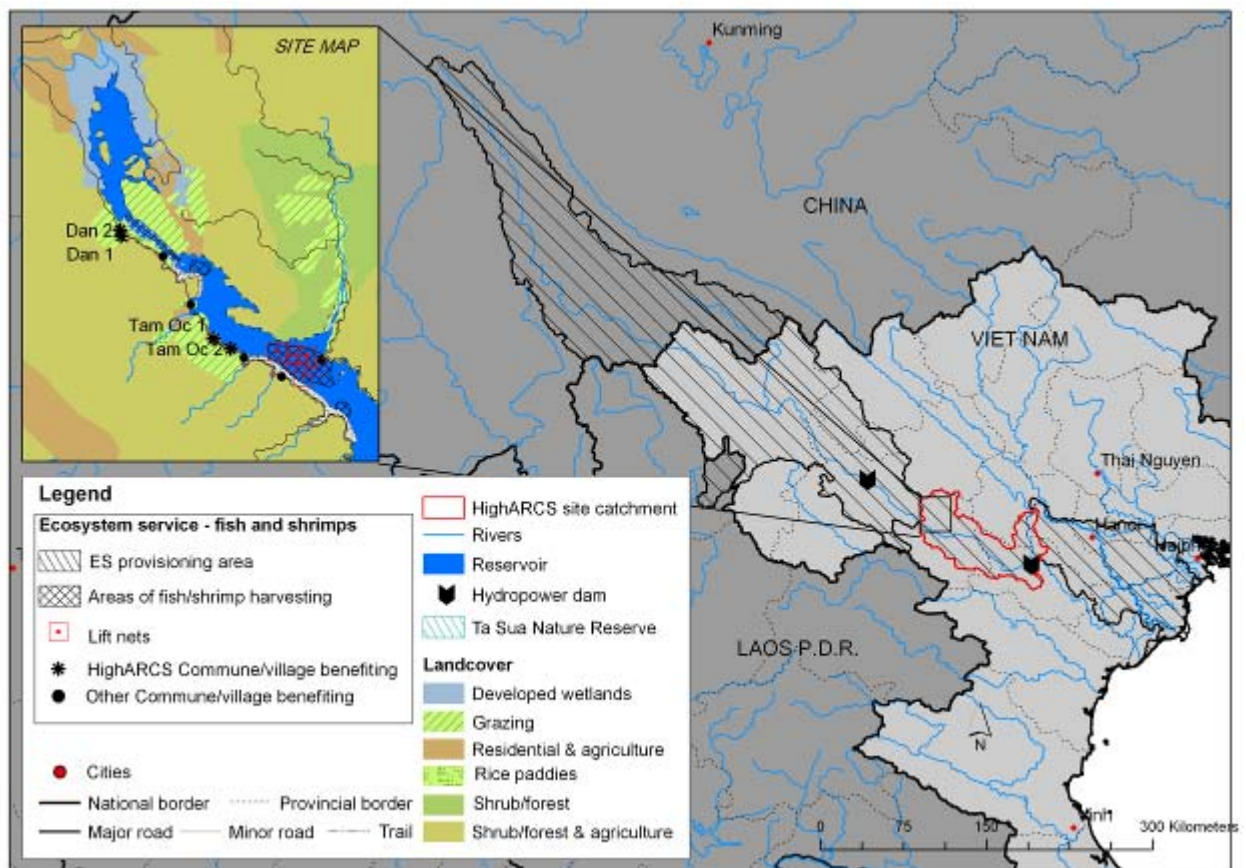 SITE MAP
Dan 2
Dan 1
Tam Oc 1
Tam Oc 2
Kunming
CHINA
VIET NAM
Thai Nguyen
Hanoi
LAOS P.D.R.
N
Vinh
0 75 150 300 Kilometers
Legend
Ecosystem service - fish and shrimps
ES provisioning area
Areas of fish/shrimp harvesting
Lift nets
HighARCS Commune/village benefiting
Other Commune/village benefiting
Cities
National border
Provincial border
Major road
Minor road
Trail
HighARCS site catchment
Rivers
Reservoir
Hydropower dam
Ta Sua Nature Reserve
Landcover
Developed wetlands
Grazing
Residential & agriculture
Rice paddies
Shrub/forest
Shrub/forest & agriculture